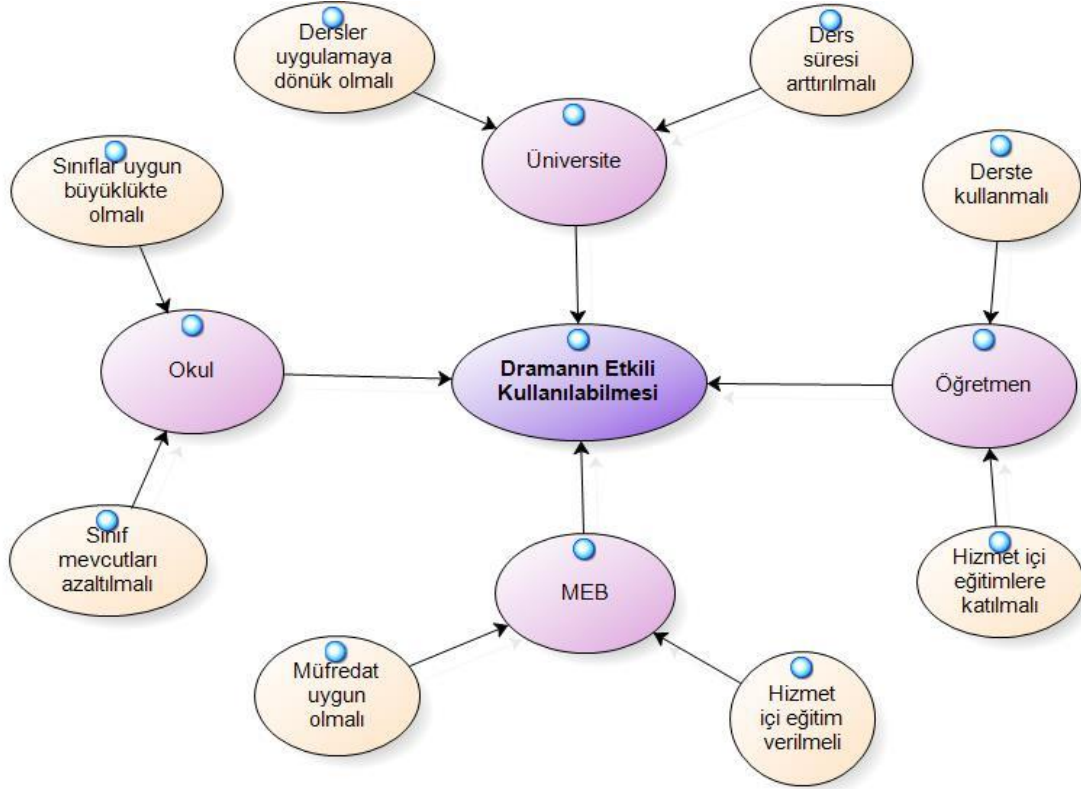 Dersler
uygulamaya
dönük olmalı
Ders
süresi
arttırılmalı
Üniversite
Sınıflar uygun
büyüklükte
olmalı
Derste
kullanmalı
Okul
Dramanın Etkili
Kullanılabilmesi
Öğretmen
Sınıf
mevcutları
azaltılmalı
MEB
Hizmet içi
eğitimlere
katılmalı
Müfredat
uygun
olmalı
Hizmet
içi eğitim
verilmeli